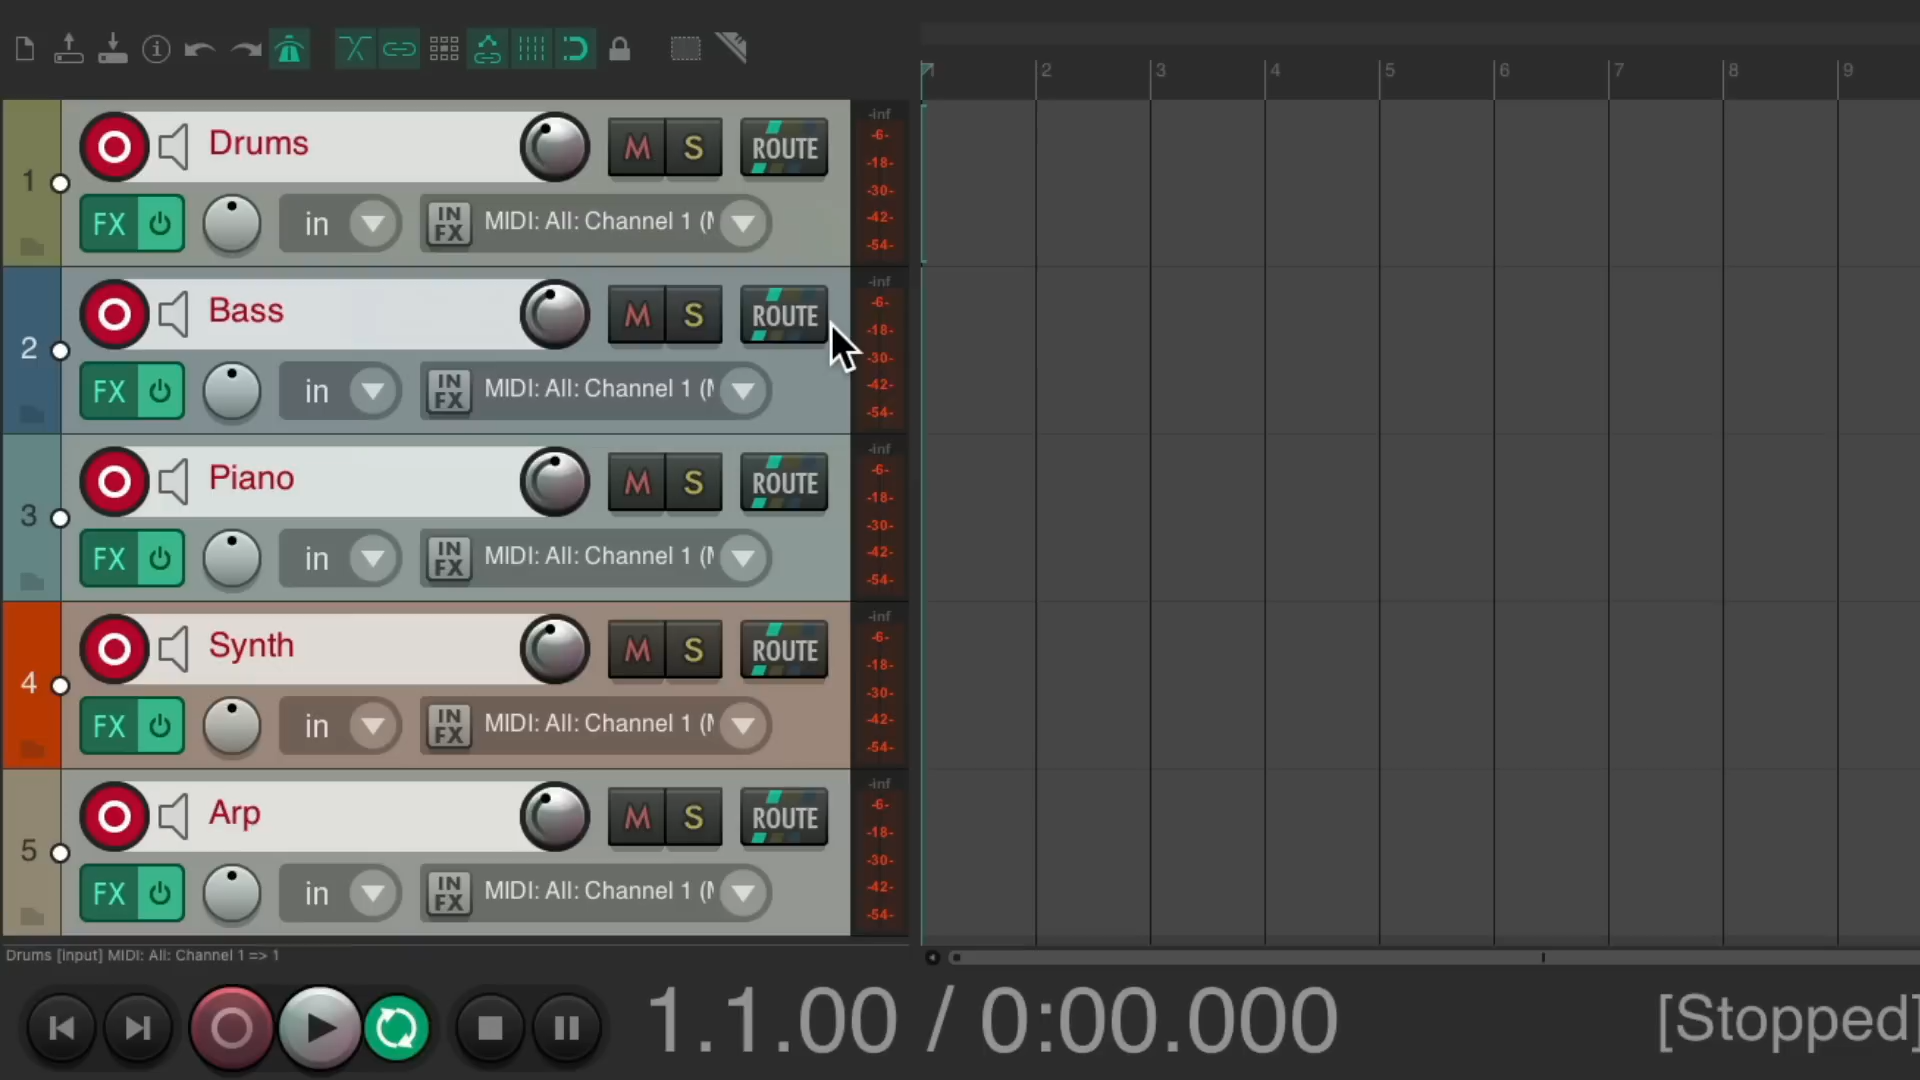 1 2 3 4 5 6 7 8 9
1
Drums M S ROUTE
FX in IN FX MIDI: All: Channel 1 (
-inf
-6-
-18-
-30-
-42-
-54-
2
Bass M S ROUTE
FX in IN FX MIDI: All: Channel 1 (
-inf
-6-
-18-
-30-
-42-
-54-
3
Piano M S ROUTE
FX in IN FX MIDI: All: Channel 1 (
-inf
-6-
-18-
-30-
-42-
-54-
4
Synth M S ROUTE
FX in IN FX MIDI: All: Channel 1 (
-inf
-6-
-18-
-30-
-42-
-54-
5
Arp M S ROUTE
FX in IN FX MIDI: All: Channel 1 (
-inf
-6-
-18-
-30-
-42-
-54-
Drums [input] MIDI: All: Channel 1 => 1
1.1.00 / 0:00.000
[Stopped]